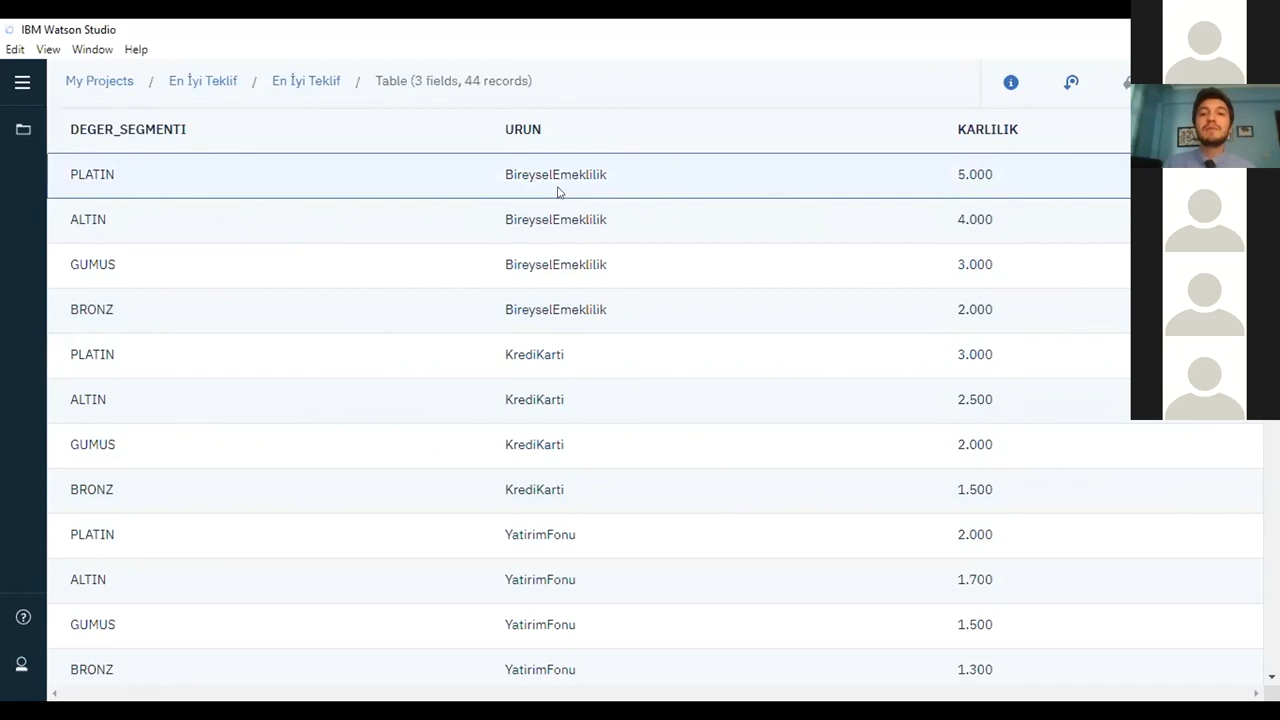 IBM Watson Studio
Edit View Window Help
My Projects / En İyi Teklif / En İyi Teklif / Table (3 fields, 44 records)
DEGER_SEGMENTI URUN KARLILIK
PLATIN BireyselEmeklilik 5.000
ALTIN BireyselEmeklilik 4.000
GUMUS BireyselEmeklilik 3.000
BRONZ BireyselEmeklilik 2.000
PLATIN KrediKarti 3.000
ALTIN KrediKarti 2.500
GUMUS KrediKarti 2.000
BRONZ KrediKarti 1.500
PLATIN YatirimFonu 2.000
ALTIN YatirimFonu 1.700
GUMUS YatirimFonu 1.500
BRONZ YatirimFonu 1.300